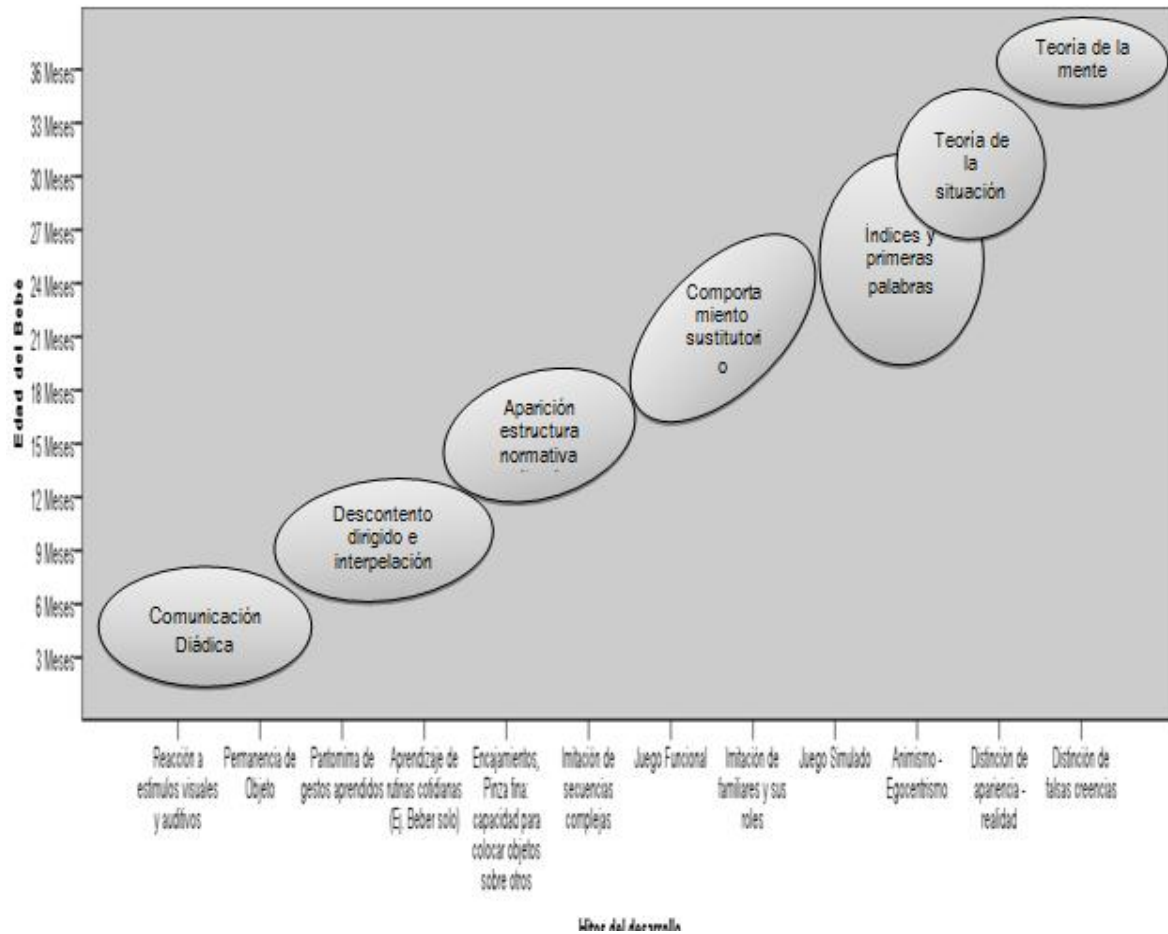 Edad del Bebé
36 Meses
33 Meses
30 Meses
27 Meses
24 Meses
21 Meses
18 Meses
15 Meses
12 Meses
9 Meses
6 Meses
3 Meses
Teoría de la
mente
Teoría de
la
situación
Índices y
primeras
palabras
Comporta
miento
sustitutori
o
Aparición
estructura
normativa
Descontento
dirigido e
interpelación
Comunicación
Diádica
Reacción a
estímulos visuales
y auditivos
Permanencia de
Objeto
Pantonima de
gestos aprendidos
Aprendizaje de
rutinas cotidianas
(Ej. Beber solo)
Encajamientos,
Pinza fina:
capacidad para
colocar objetos
sobre otros
Imitación de
secuencias
complejas
Juego Funcional
Imitación de
familiares y sus
roles
Juego Simulado
Animismo -
Egocentrismo
Distinción de
apariencia -
realidad
Distinción de
falsas creencias
Hitos del desarrollo